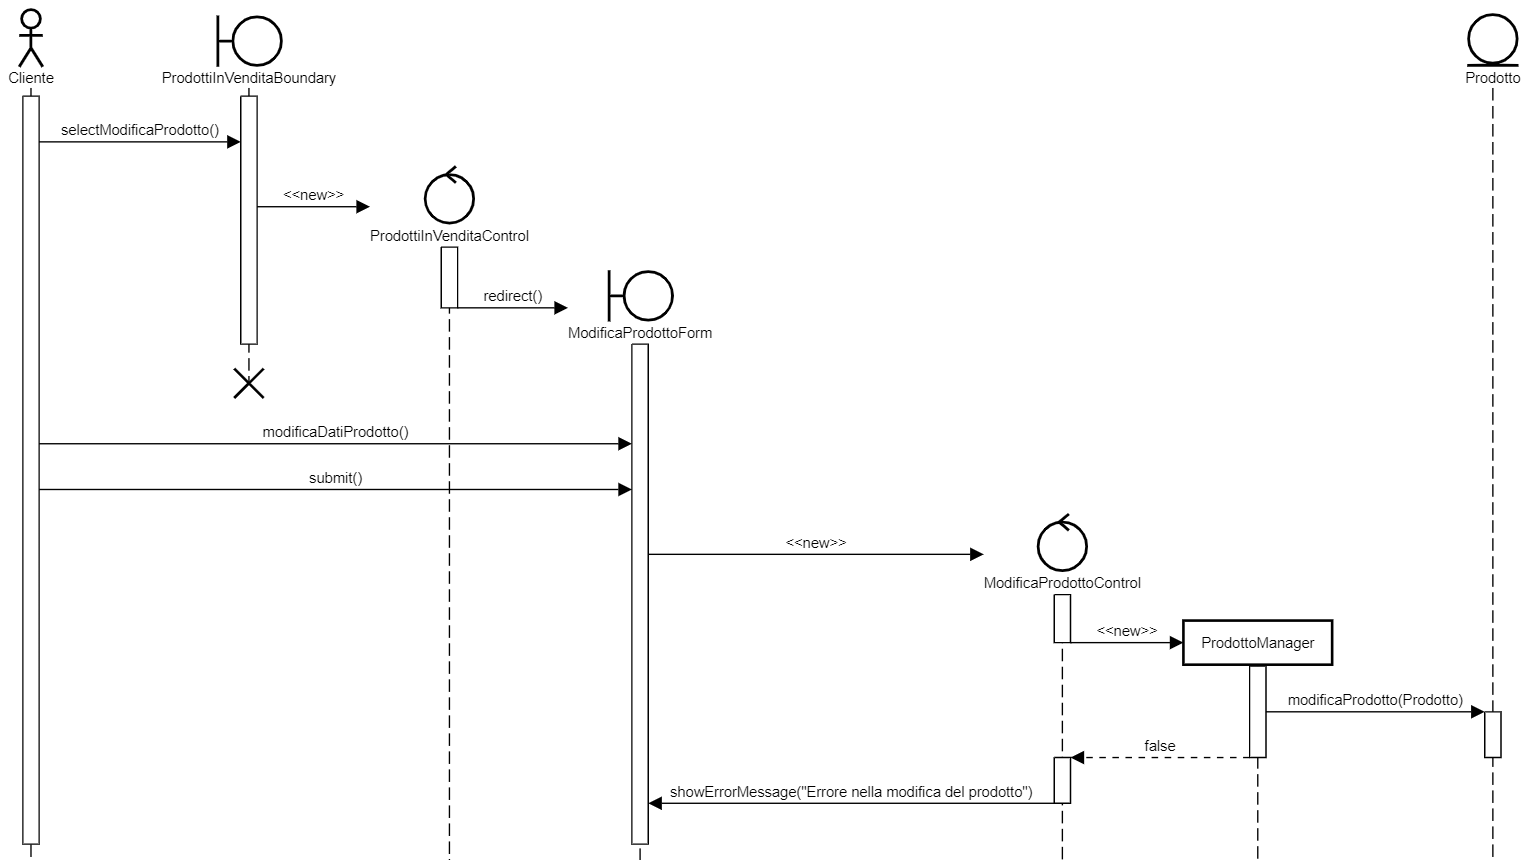 Cliente
ProdottiInVenditaBoundary
Prodotto
selectModificaProdotto()
<<new>>
ProdottiInVenditaControl
redirect()
ModificaProdottoForm
modificaDatiProdotto()
submit()
<<new>>
ModificaProdottoControl
<<new>>
ProdottoManager
modificaProdotto(Prodotto)
false
showErrorMessage("Errore nella modifica del prodotto")